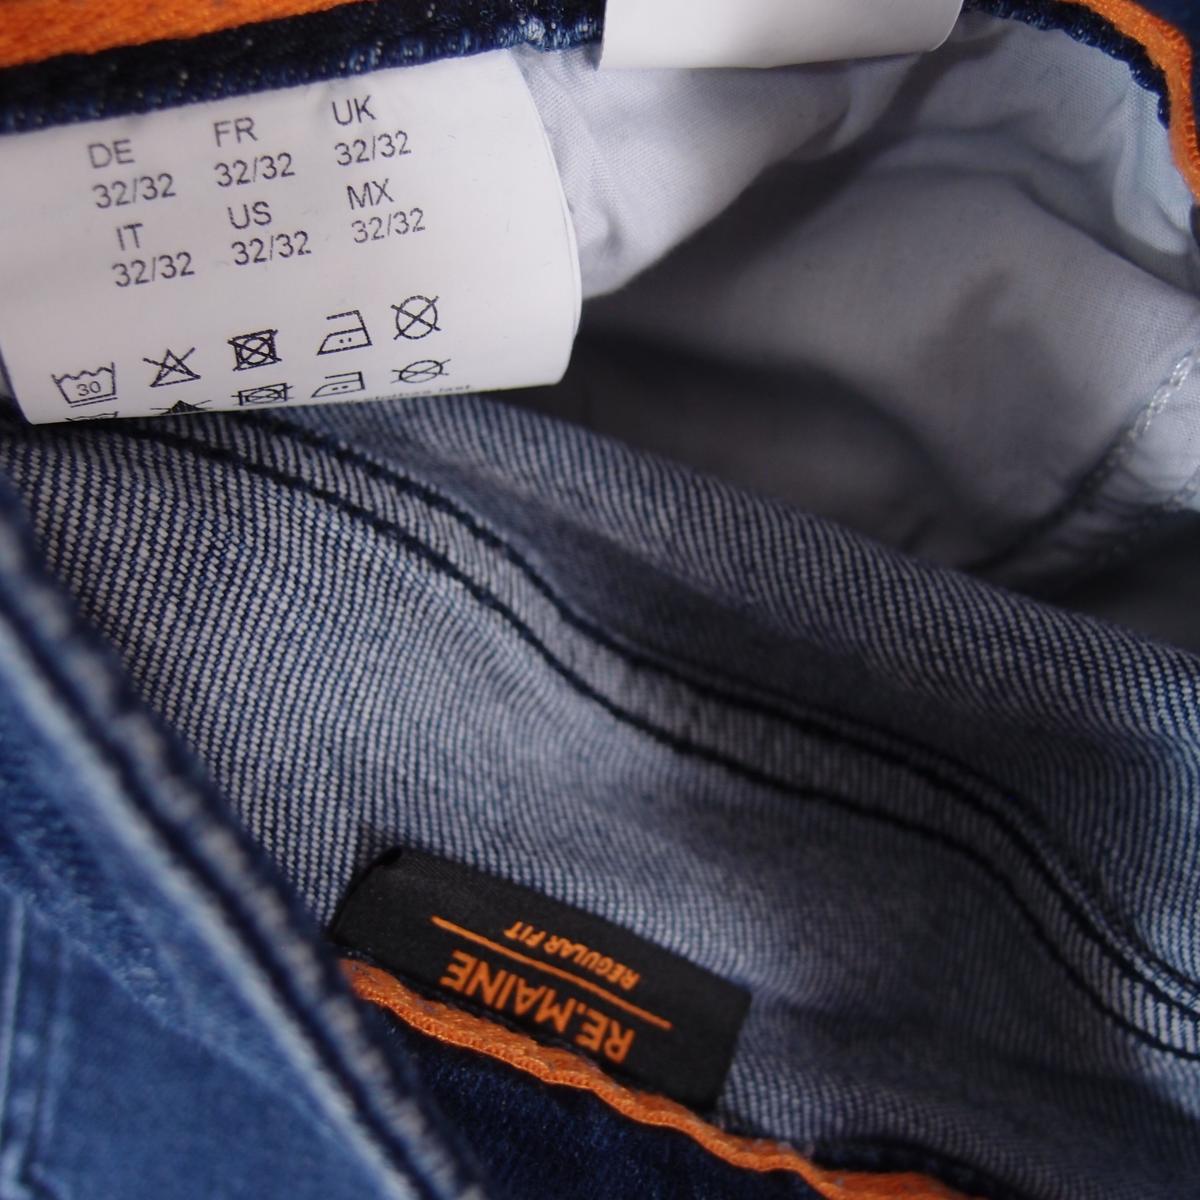 DE FR UK
32/32 32/32 32/32
IT US MX
32/32 32/32 32/32
30
RE.MAINE
REGULAR FIT